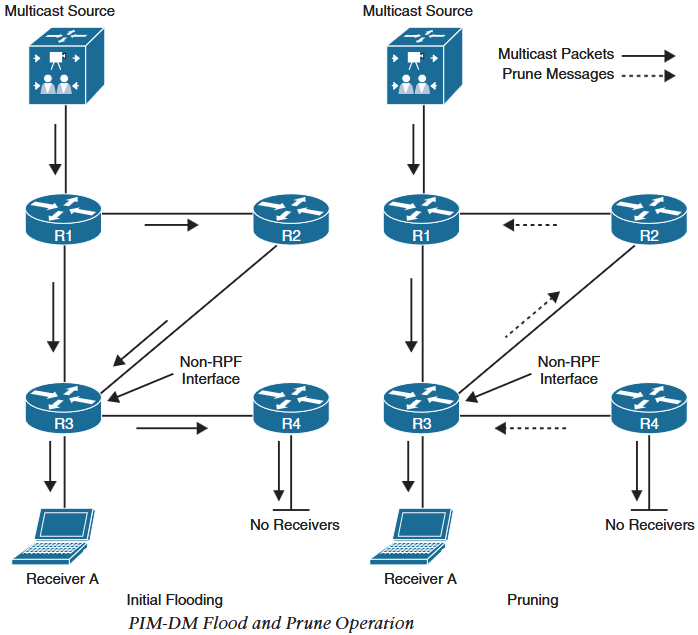 Multicast Source
Multicast Source
Multicast Packets
Prune Messages
R1
R2
R1
R2
Non-RPF
Interface
Non-RPF
Interface
R3
R4
R3
R4
No Receivers
No Receivers
Receiver A
Receiver A
Initial Flooding
Pruning
PIM-DM Flood and Prune Operation